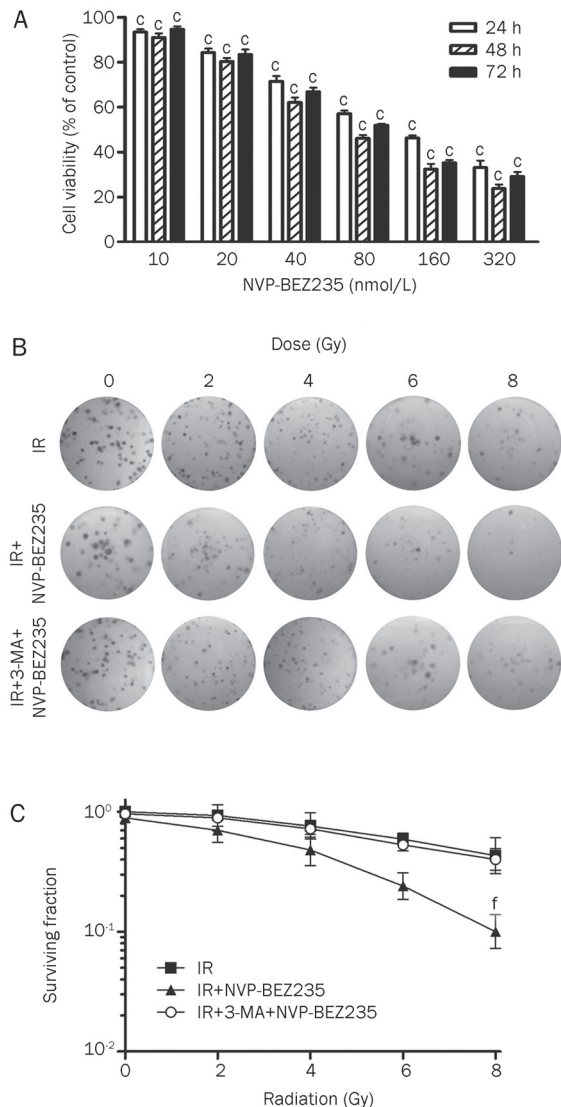 A
Cell viability (% of control)
100
80
60
40
20
0
24 h
48 h
72 h
c c c c c c c c c c c c c c c c c c
10 20 40 80 160 320
NVP-BEZ235 (nmol/L)
B
Dose (Gy)
0 2 4 6 8
IR
IR+
NVP-BEZ235
IR+3-MA+
NVP-BEZ235
C
Surviving fraction
10⁰
10⁻¹
10⁻²
f
IR
IR+NVP-BEZ235
IR+3-MA+NVP-BEZ235
0 2 4 6 8
Radiation (Gy)